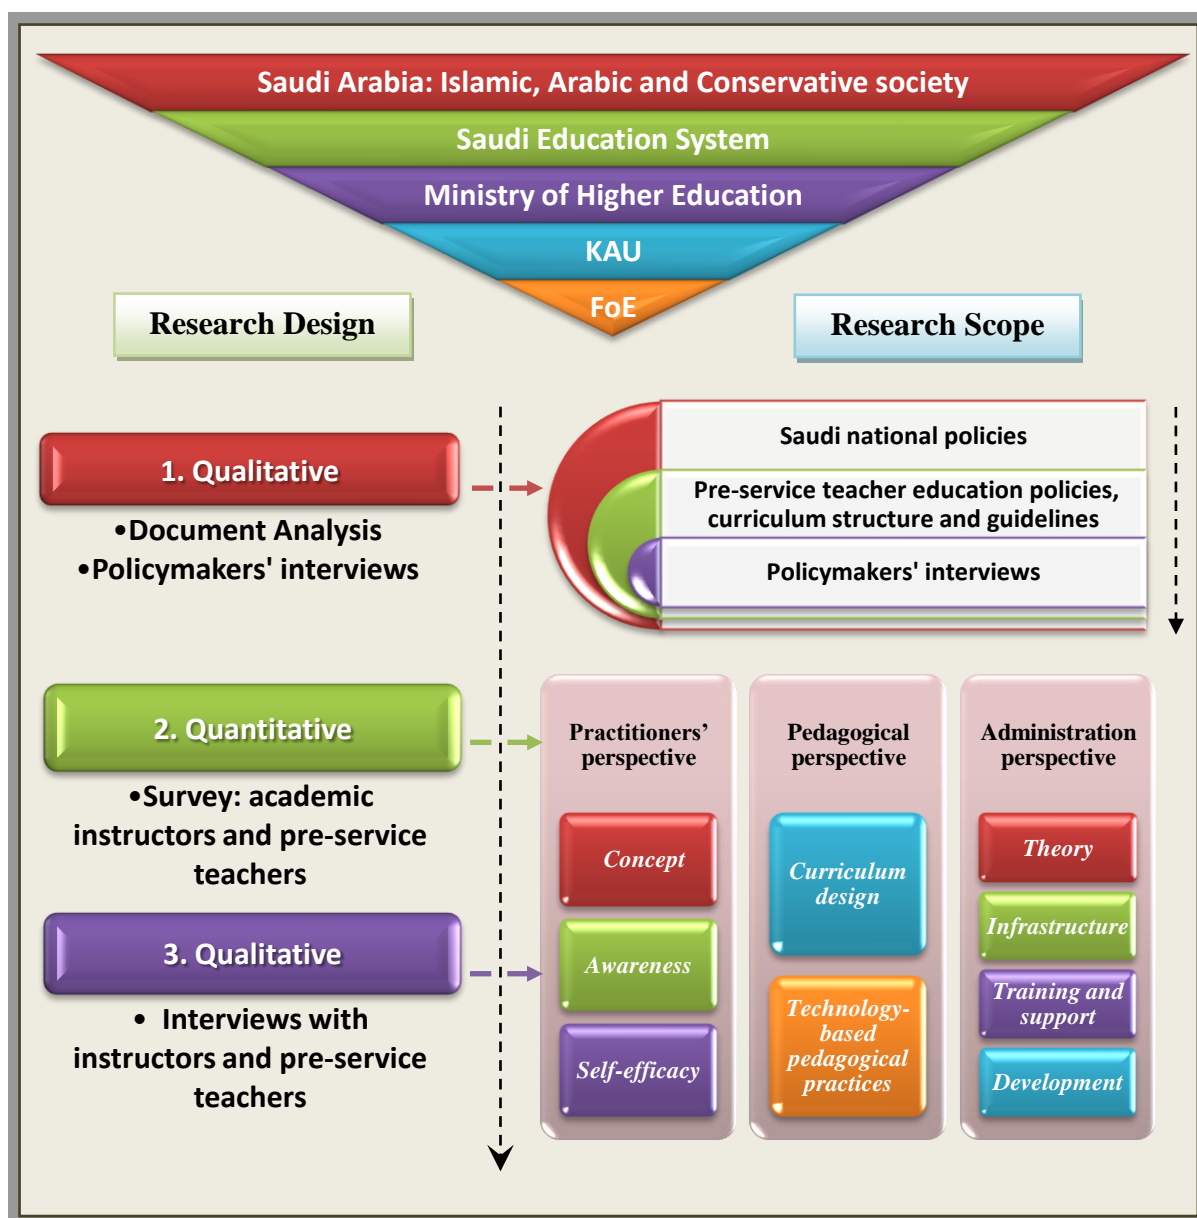 Saudi Arabia: Islamic, Arabic and Conservative society
Saudi Education System
Ministry of Higher Education
KAU
FoE
Research Design
Research Scope
1. Qualitative
•Document Analysis
•Policymakers' interviews
Saudi national policies
Pre-service teacher education policies,
curriculum structure and guidelines
Policymakers' interviews
2. Quantitative
•Survey: academic
instructors and pre-service
teachers
3. Qualitative
• Interviews with
instructors and pre-service
teachers
Practitioners’
perspective
Concept
Awareness
Self-efficacy
Pedagogical
perspective
Curriculum
design
Technology-
based
pedagogical
practices
Administration
perspective
Theory
Infrastructure
Training and
support
Development